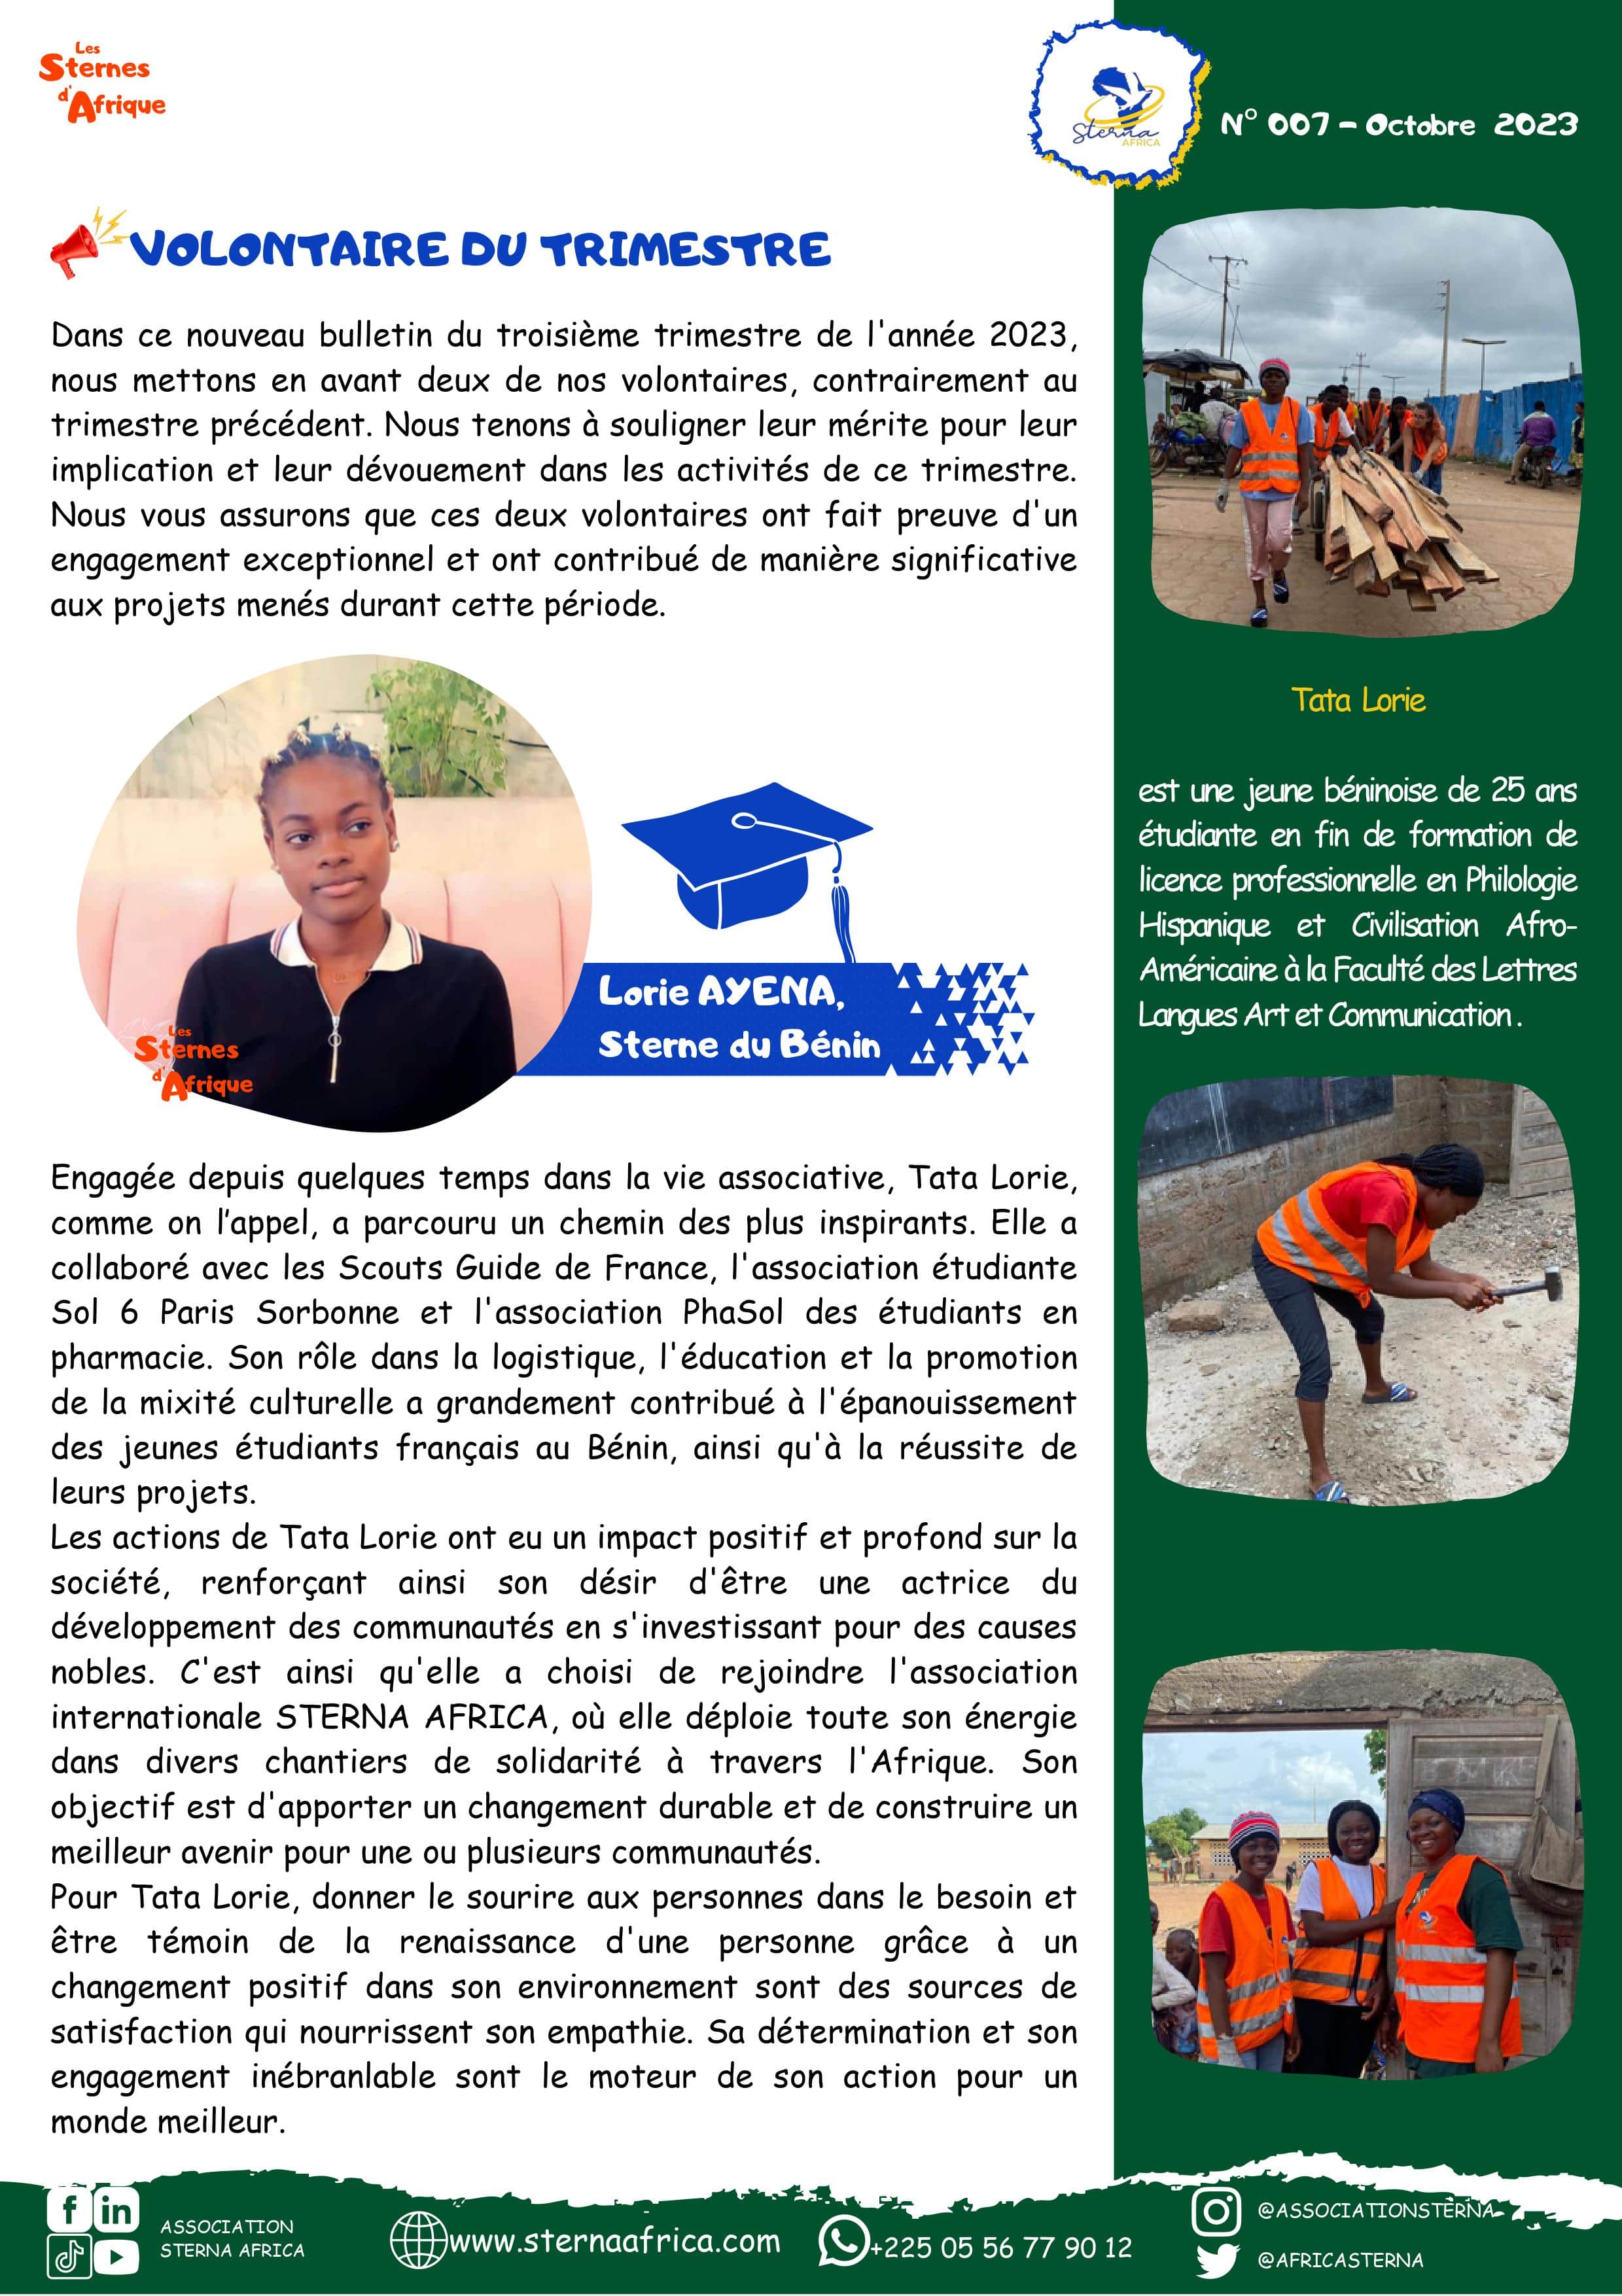 Les
Sternes
d'Afrique
Sterna
AFRICA
N° 007 - Octobre 2023
VOLONTAIRE DU TRIMESTRE
Dans ce nouveau bulletin du troisième trimestre de l'année 2023,
nous mettons en avant deux de nos volontaires, contrairement au
trimestre précédent. Nous tenons à souligner leur mérite pour leur
implication et leur dévouement dans les activités de ce trimestre.
Nous vous assurons que ces deux volontaires ont fait preuve d'un
engagement exceptionnel et ont contribué de manière significative
aux projets menés durant cette période.
Lorie AYENA,
Sterne du Bénin
Les
Sternes
d'Afrique
Engagée depuis quelques temps dans la vie associative, Tata Lorie,
comme on l’appel, a parcouru un chemin des plus inspirants. Elle a
collaboré avec les Scouts Guide de France, l'association étudiante
Sol 6 Paris Sorbonne et l'association PhaSol des étudiants en
pharmacie. Son rôle dans la logistique, l'éducation et la promotion
de la mixité culturelle a grandement contribué à l'épanouissement
des jeunes étudiants français au Bénin, ainsi qu'à la réussite de
leurs projets.
Les actions de Tata Lorie ont eu un impact positif et profond sur la
société, renforçant ainsi son désir d'être une actrice du
développement des communautés en s'investissant pour des causes
nobles. C'est ainsi qu'elle a choisi de rejoindre l'association
internationale STERNA AFRICA, où elle déploie toute son énergie
dans divers chantiers de solidarité à travers l'Afrique. Son
objectif est d'apporter un changement durable et de construire un
meilleur avenir pour une ou plusieurs communautés.
Pour Tata Lorie, donner le sourire aux personnes dans le besoin et
être témoin de la renaissance d'une personne grâce à un
changement positif dans son environnement sont des sources de
satisfaction qui nourrissent son empathie. Sa détermination et son
engagement inébranlable sont le moteur de son action pour un
monde meilleur.
Tata Lorie
est une jeune béninoise de 25 ans
étudiante en fin de formation de
licence professionnelle en Philologie
Hispanique et Civilisation Afro-
Américaine à la Faculté des Lettres
Langues Art et Communication.
ASSOCIATION
STERNA AFRICA
www.sternaafrica.com
+225 05 56 77 90 12
@ASSOCIATIONSTERNA
@AFRICASTERNA